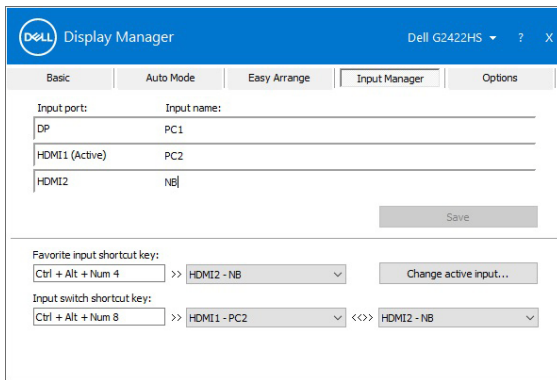 DELL Display Manager Dell G2422HS ? X
Basic Auto Mode Easy Arrange Input Manager Options
Input port: Input name:
DP PC1
HDMI1 (Active) PC2
HDMI2 NB
Save
Favorite input shortcut key:
Ctrl + Alt + Num 4 >> HDMI2 - NB Change active input...
Input switch shortcut key:
Ctrl + Alt + Num 8 >> HDMI1 - PC2 <<>> HDMI2 - NB